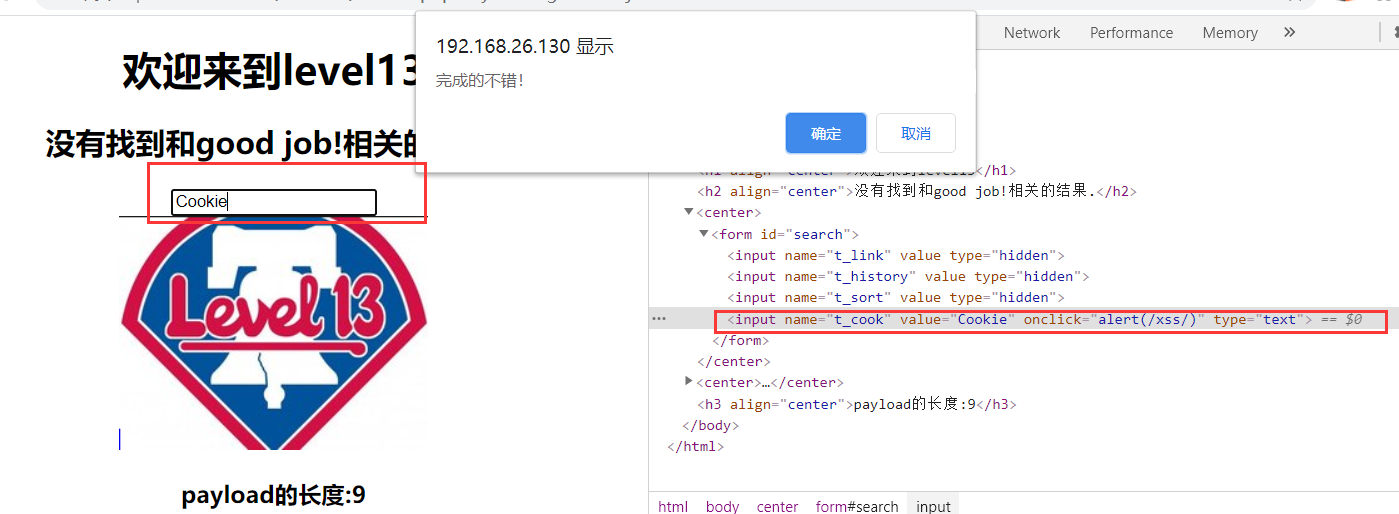 192.168.26.130 显示
完成的不错！
确定 取消
Network Performance Memory »
欢迎来到level13
没有找到和good job!相关的
Cookie
Level 13
payload的长度:9
</h1>
<h2 align="center">没有找到和good job!相关的结果.</h2>
▼<center>
▼<form id="search">
<input name="t_link" value type="hidden">
<input name="t_history" value type="hidden">
<input name="t_sort" value type="hidden">
… <input name="t_cook" value="Cookie" onclick="alert(/xss/)" type="text"> == $0
</form>
</center>
▶<center>…</center>
<h3 align="center">payload的长度:9</h3>
</body>
</html>
html body center form#search input